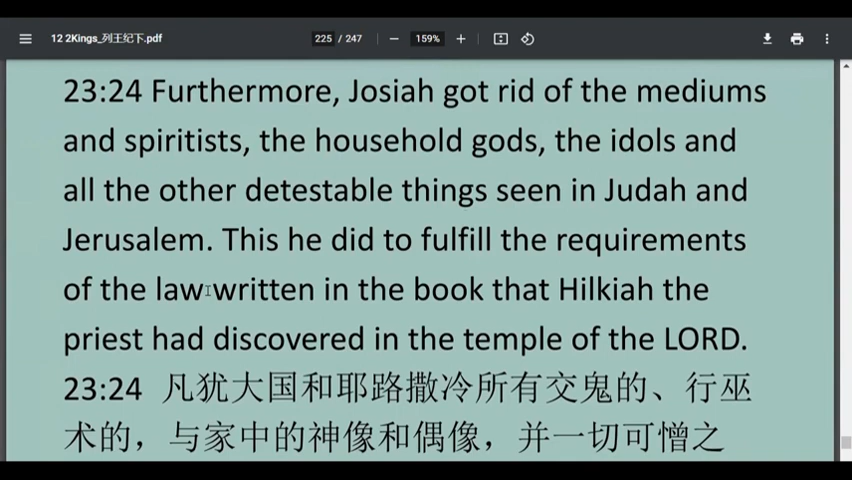 12 2Kings_列王纪下.pdf
225 / 247
159%
23:24 Furthermore, Josiah got rid of the mediums
and spiritists, the household gods, the idols and
all the other detestable things seen in Judah and
Jerusalem. This he did to fulfill the requirements
of the law written in the book that Hilkiah the
priest had discovered in the temple of the LORD.
23:24 凡犹大国和耶路撒冷所有交鬼的、行巫
术的，与家中的神像和偶像，并一切可憎之